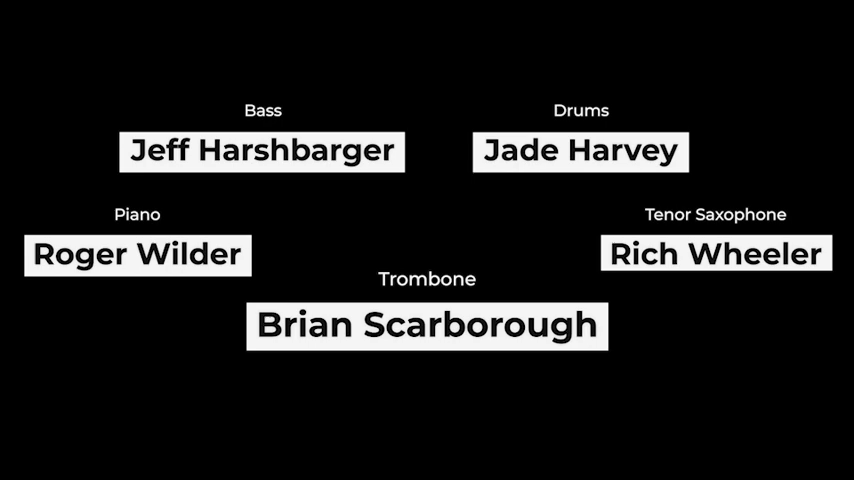 Bass
Jeff Harshbarger
Drums
Jade Harvey
Piano
Roger Wilder
Tenor Saxophone
Rich Wheeler
Trombone
Brian Scarborough